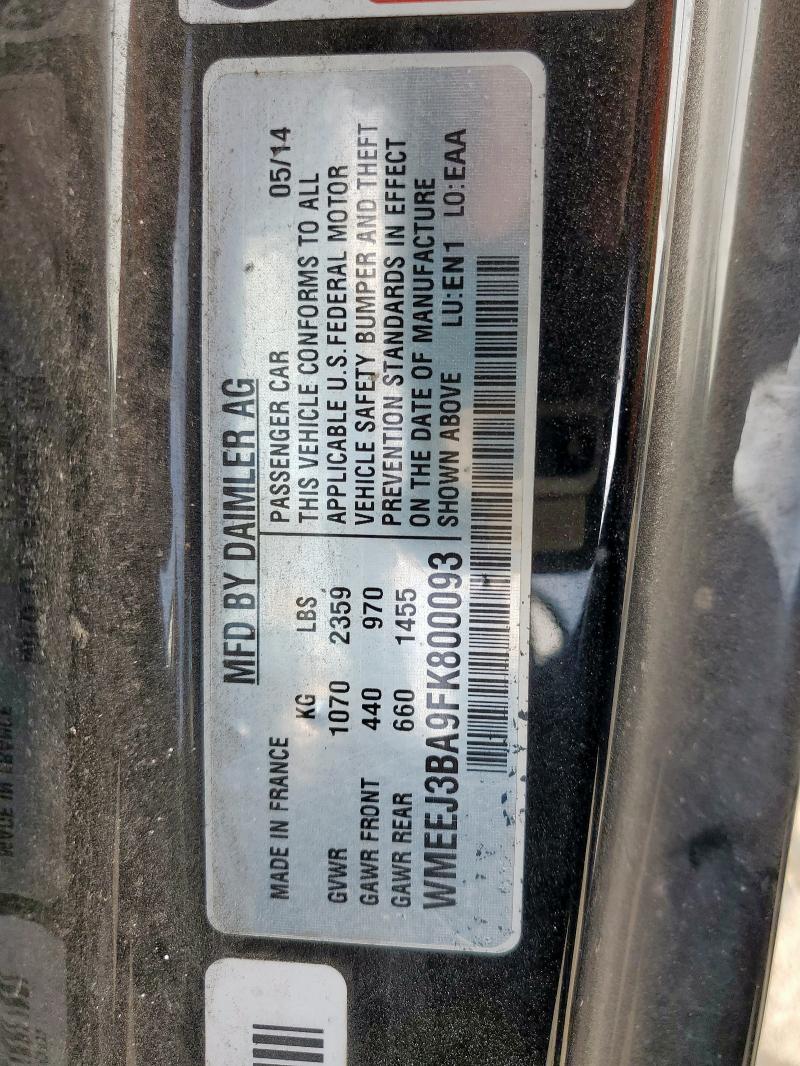 MFD BY DAIMLER AG
MADE IN FRANCE
KG LBS
GVWR 1070 2359
GAWR FRONT 440 970
GAWR REAR 660 1455
PASSENGER CAR 05/14
THIS VEHICLE CONFORMS TO ALL
APPLICABLE U.S. FEDERAL MOTOR
VEHICLE SAFETY BUMPER AND THEFT
PREVENTION STANDARDS IN EFFECT
ON THE DATE OF MANUFACTURE
SHOWN ABOVE LU:EN1 LO:EAA
WMEEJ3BA9FK800093